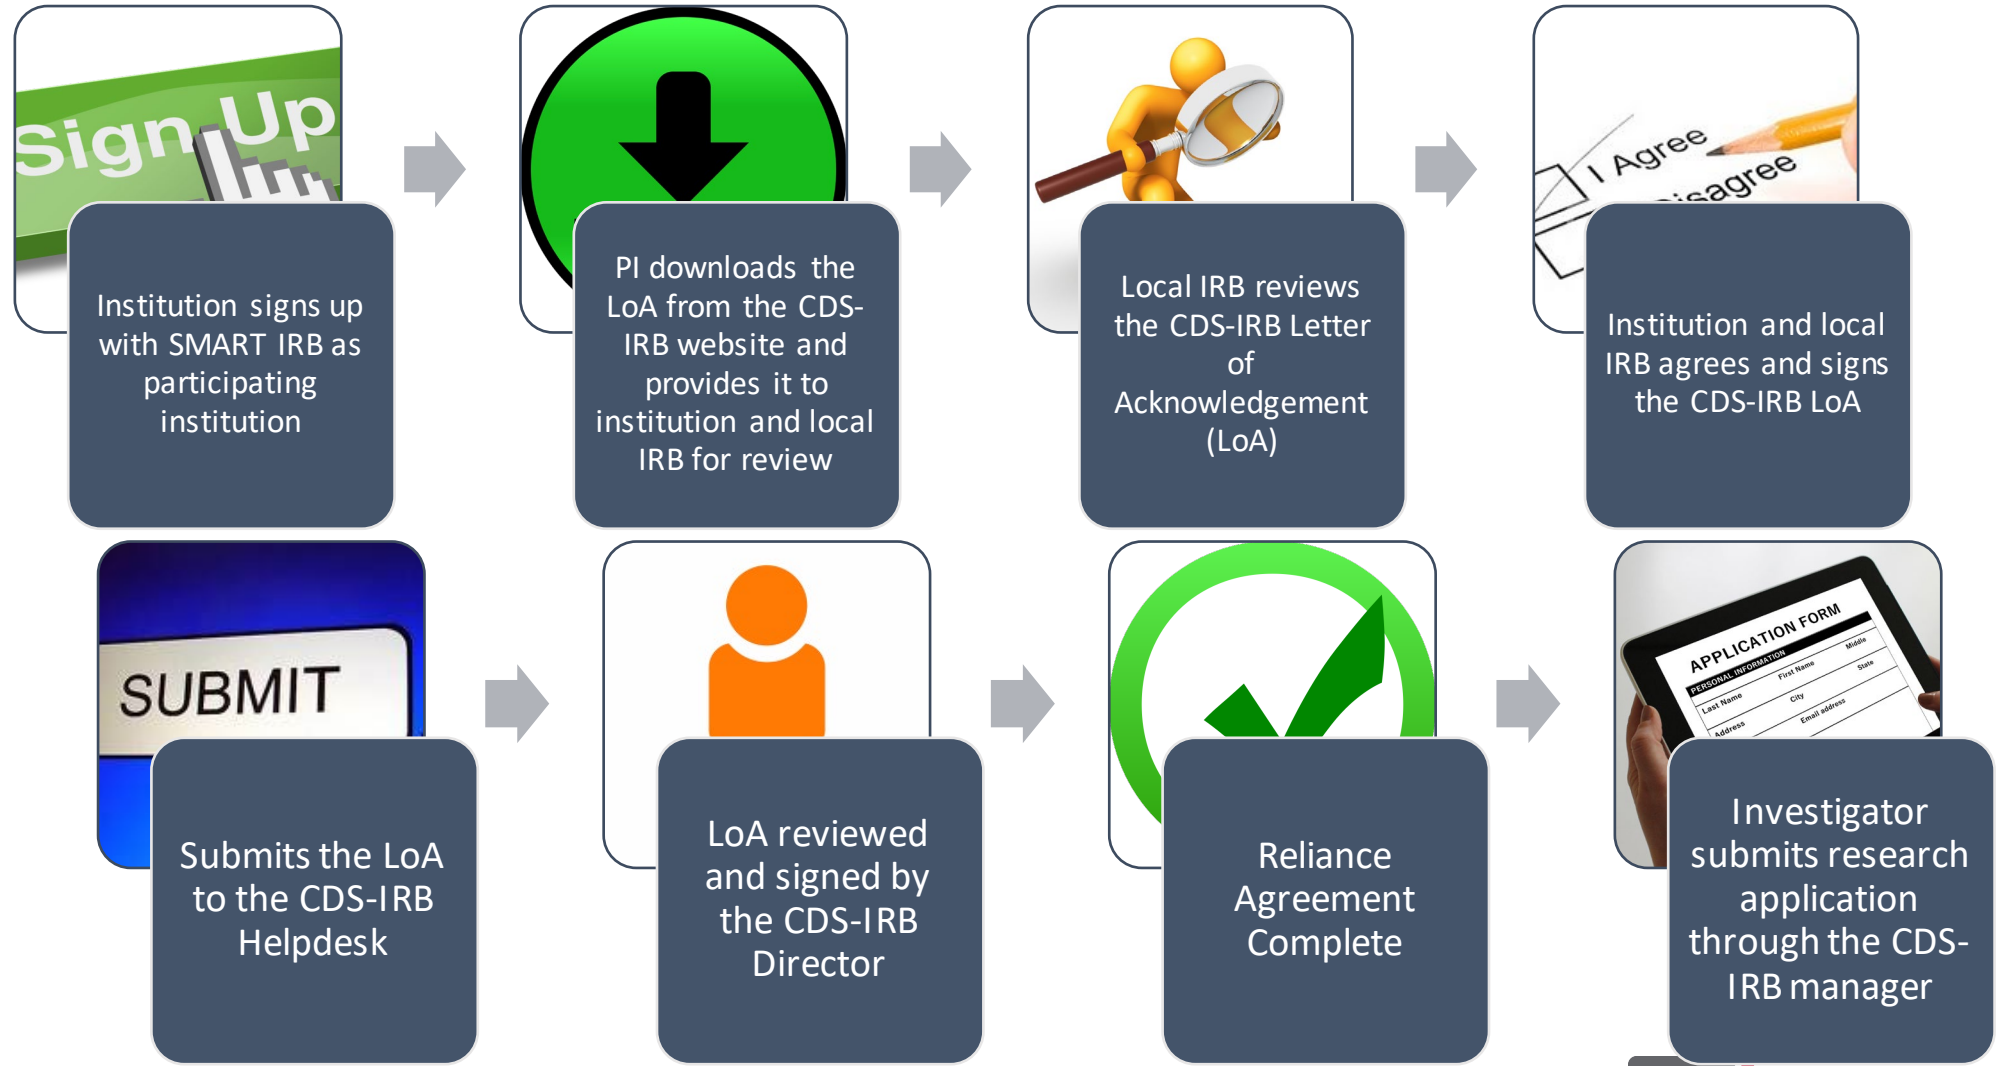 Sign Up
Institution signs up
with SMART IRB as
participating
institution
PI downloads the
LoA from the CDS-
IRB website and
provides it to
institution and local
IRB for review
Local IRB reviews
the CDS-IRB Letter
of
Acknowledgement
(LoA)
I Agree
Disagree
Institution and local
IRB agrees and signs
the CDS-IRB LoA
SUBMIT
Submits the LoA
to the CDS-IRB
Helpdesk
LoA reviewed
and signed by
the CDS-IRB
Director
Reliance
Agreement
Complete
APPLICATION FORM
PERSONAL INFORMATION
Last Name First Name Middle
Address City State
Email address
Investigator
submits research
application
through the CDS-
IRB manager